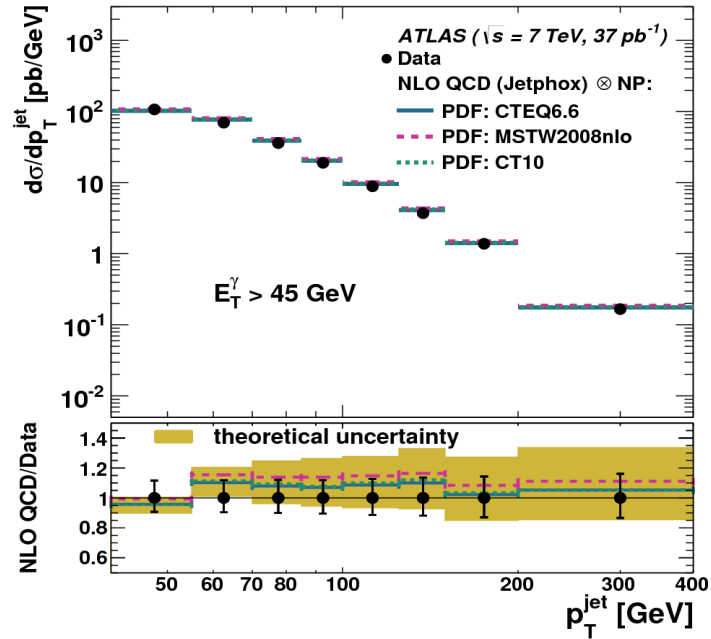 ATLAS (√s = 7 TeV, 37 pb⁻¹)
Data
NLO QCD (Jetphox) ⊗ NP:
PDF: CTEQ6.6
PDF: MSTW2008nlo
PDF: CT10
dσ/dp_T^jet [pb/GeV]
10³
10²
10
1
10⁻¹
10⁻²
E_T^γ > 45 GeV
theoretical uncertainty
NLO QCD/Data
1.4
1.2
1.0
0.8
0.6
50 60 70 80 100 200 300 400
p_T^jet [GeV]